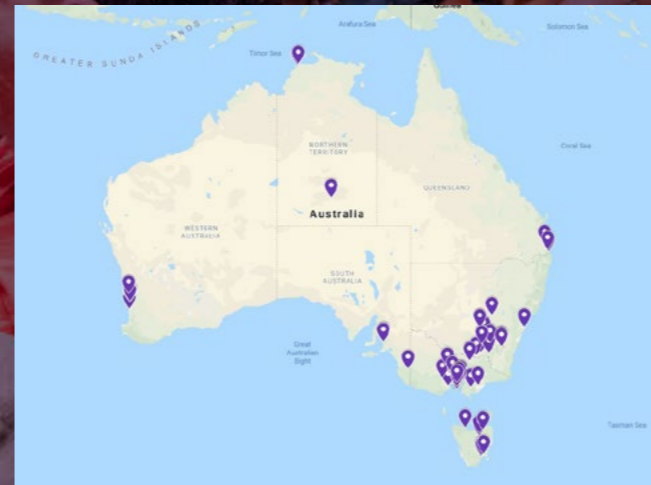 Guinea
Arafura Sea
Solomon Sea
GREATER SUNDA ISLANDS
Timor Sea
NORTHERN
TERRITORY
Coral Sea
QUEENSLAND
Australia
WESTERN
AUSTRALIA
SOUTH
AUSTRALIA
Great
Australian
Bight
Tasman Sea